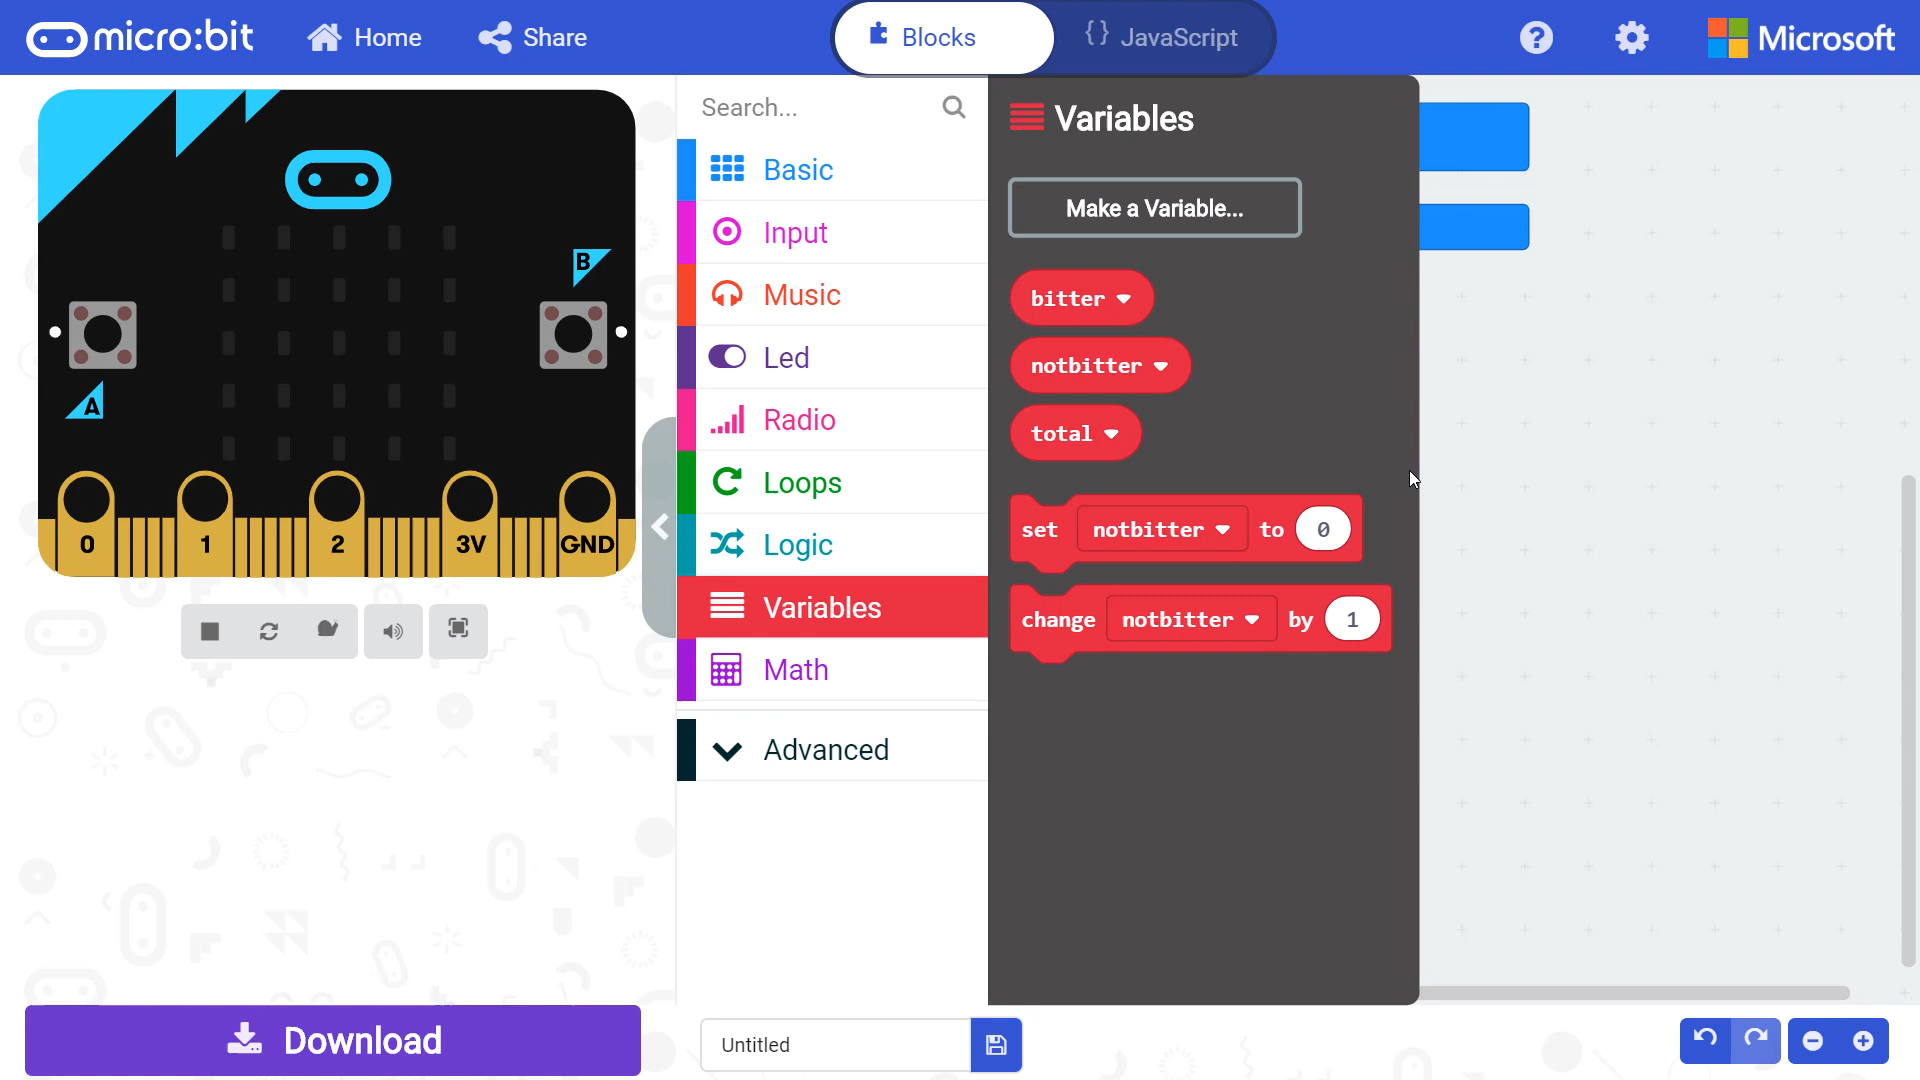 micro:bit
Home
Share
Blocks
{} JavaScript
?
Microsoft
Search...
Basic
Input
Music
Led
Radio
Loops
Logic
Variables
Math
Advanced
Variables
Make a Variable...
bitter
notbitter
total
set notbitter to 0
change notbitter by 1
B
A
0
1
2
3V
GND
Download
Untitled